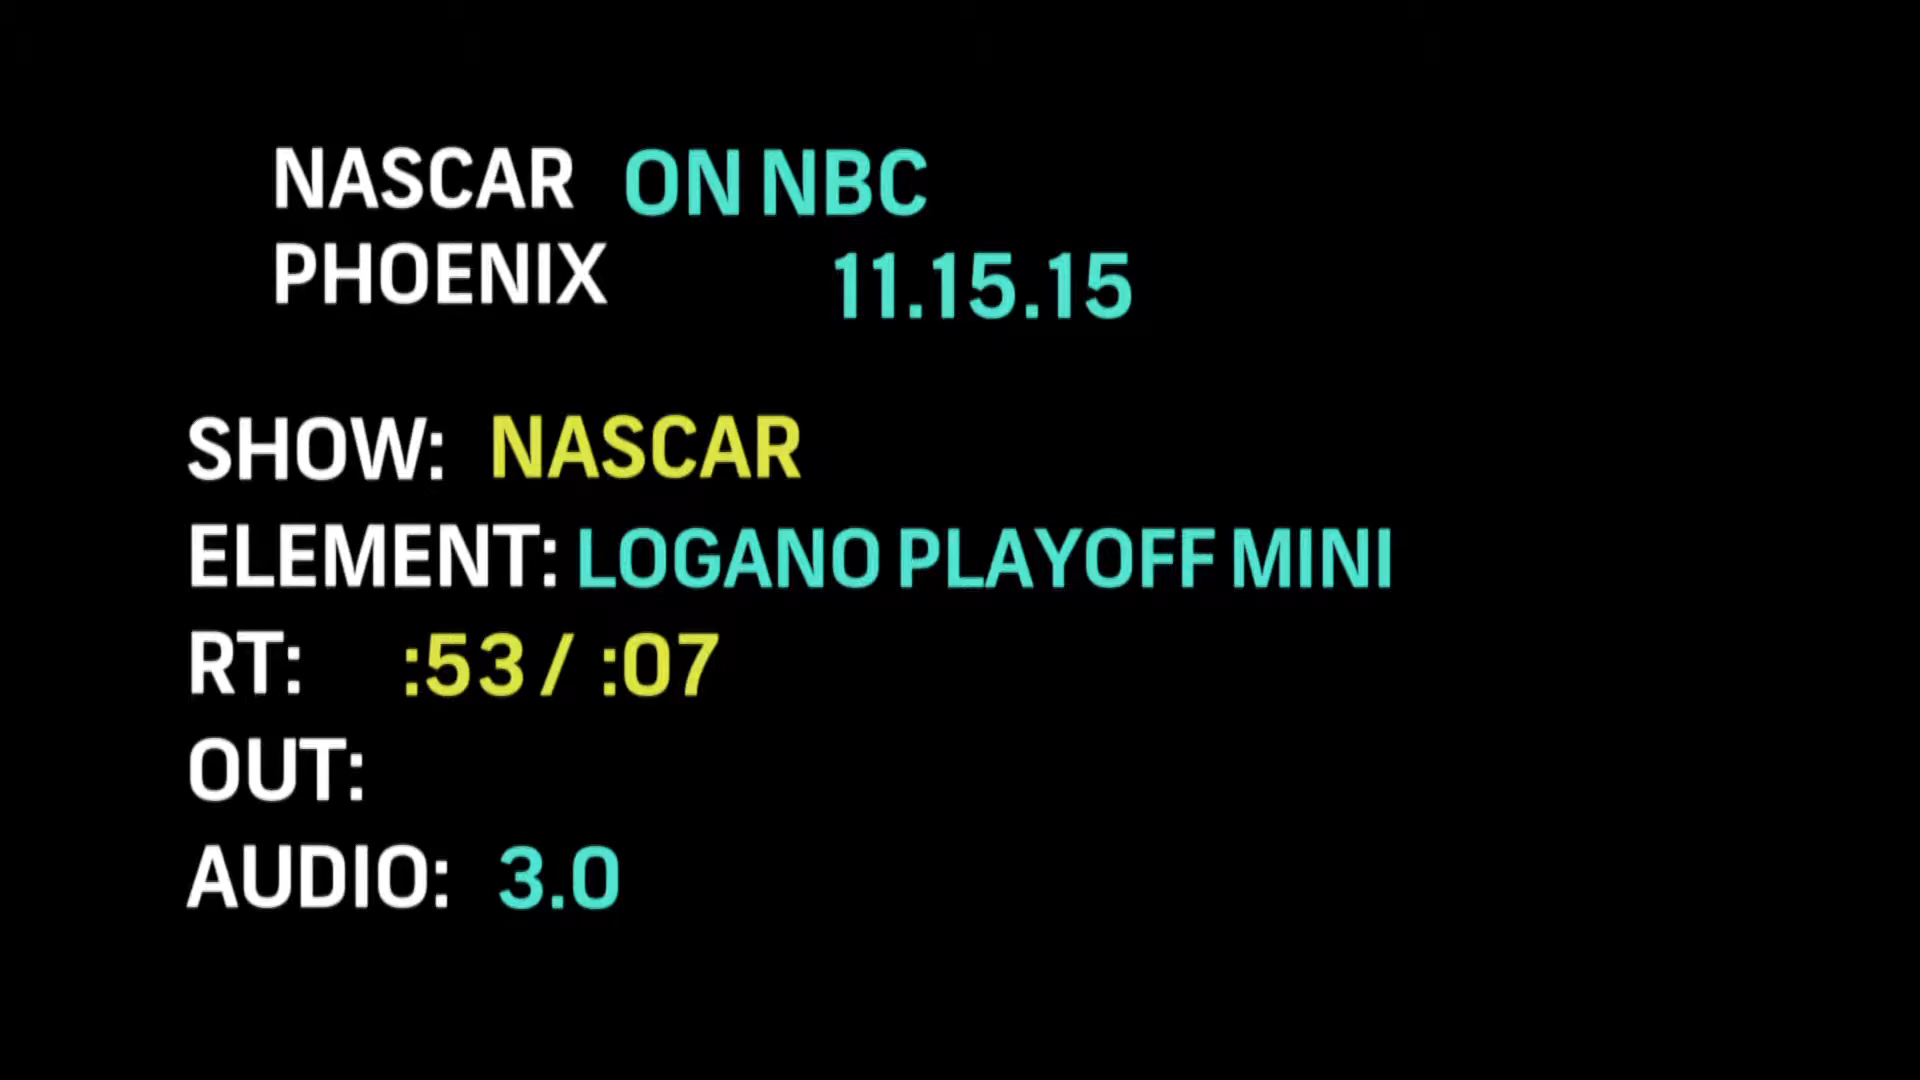 NASCAR ON NBC
PHOENIX 11.15.15
SHOW: NASCAR
ELEMENT: LOGANO PLAYOFF MINI
RT: :53 / :07
OUT:
AUDIO: 3.0